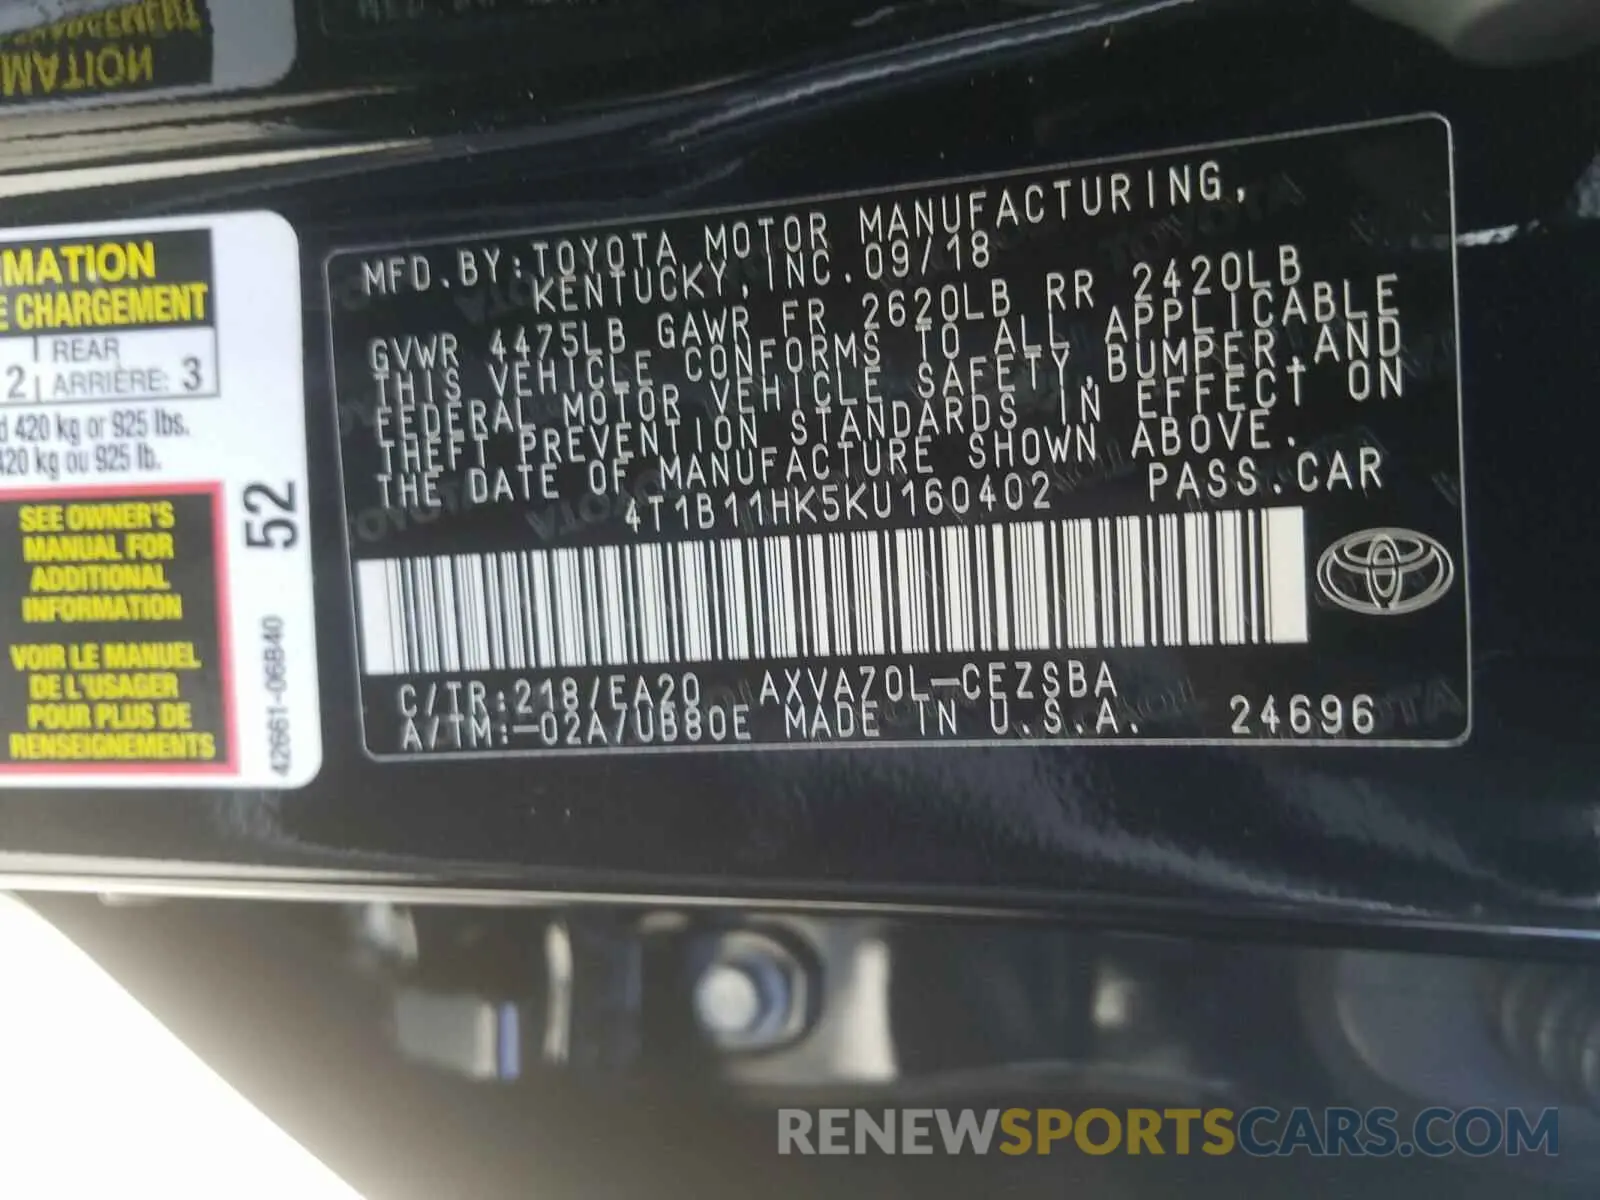 MATION
CHARGEMENT
REAR
2 ARRIÈRE: 3
420 kg or 925 lbs.
420 kg ou 925 lb.
SEE OWNER'S
MANUAL FOR
ADDITIONAL
INFORMATION
VOIR LE MANUEL
DE L'USAGER
POUR PLUS DE
RENSEIGNEMENTS
52
42661-06B40
MFD. BY: TOYOTA MOTOR MANUFACTURING,
KENTUCKY, INC. 09/18
GVWR 4475LB GAWR FR 2620LB RR 2420LB
THIS VEHICLE CONFORMS TO ALL APPLICABLE
FEDERAL MOTOR VEHICLE SAFETY, BUMPER, AND
THEFT PREVENTION STANDARDS IN EFFECT ON
THE DATE OF MANUFACTURE SHOWN ABOVE.
4T1B11HK5KU160402 PASS. CAR
C/TR: 218/EA20 AXVA70L-CEZSBA
A/TM: -02A/UB80E MADE IN U.S.A. 24696
RENEWSPORTSCARS.COM